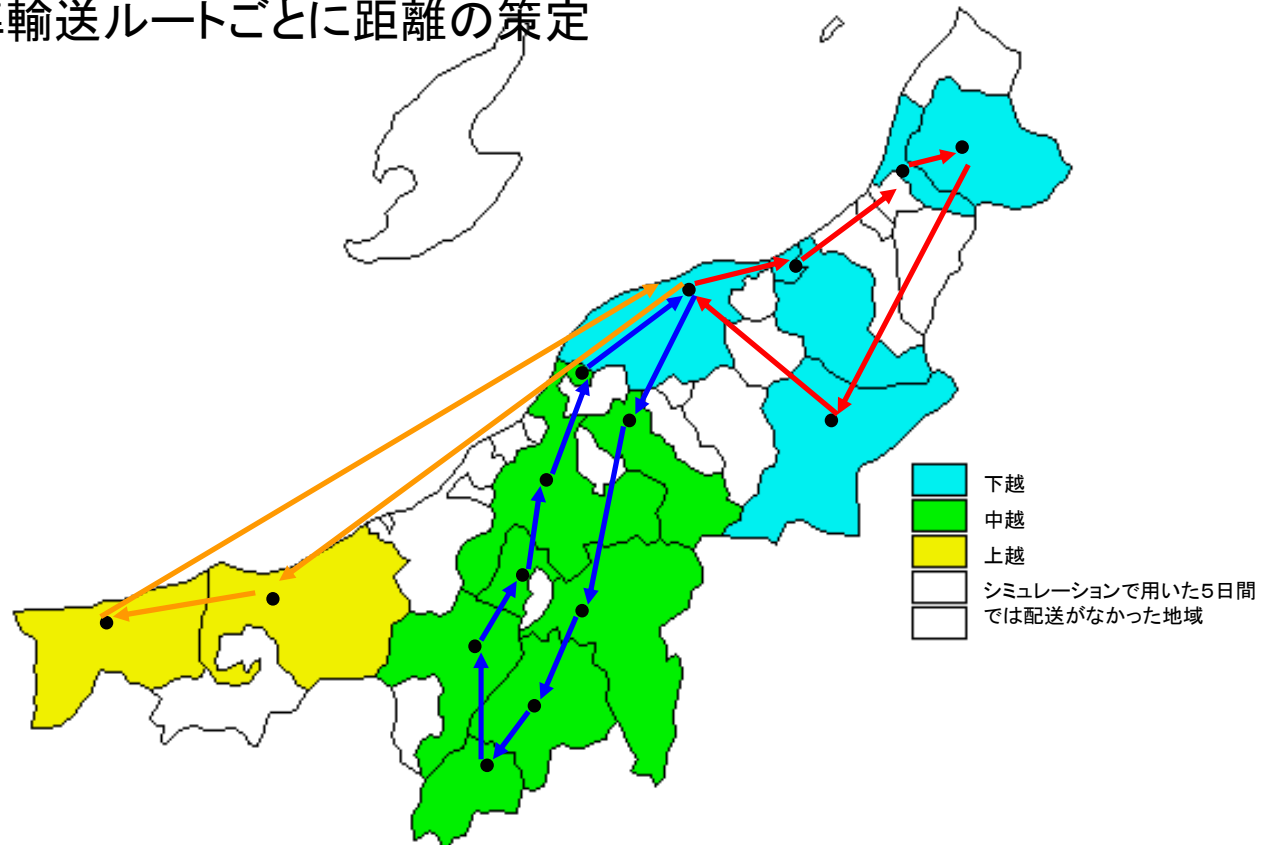 輸送ルートごとに距離の策定
下越
中越
上越
シミュレーションで用いた5日間
では配送がなかった地域